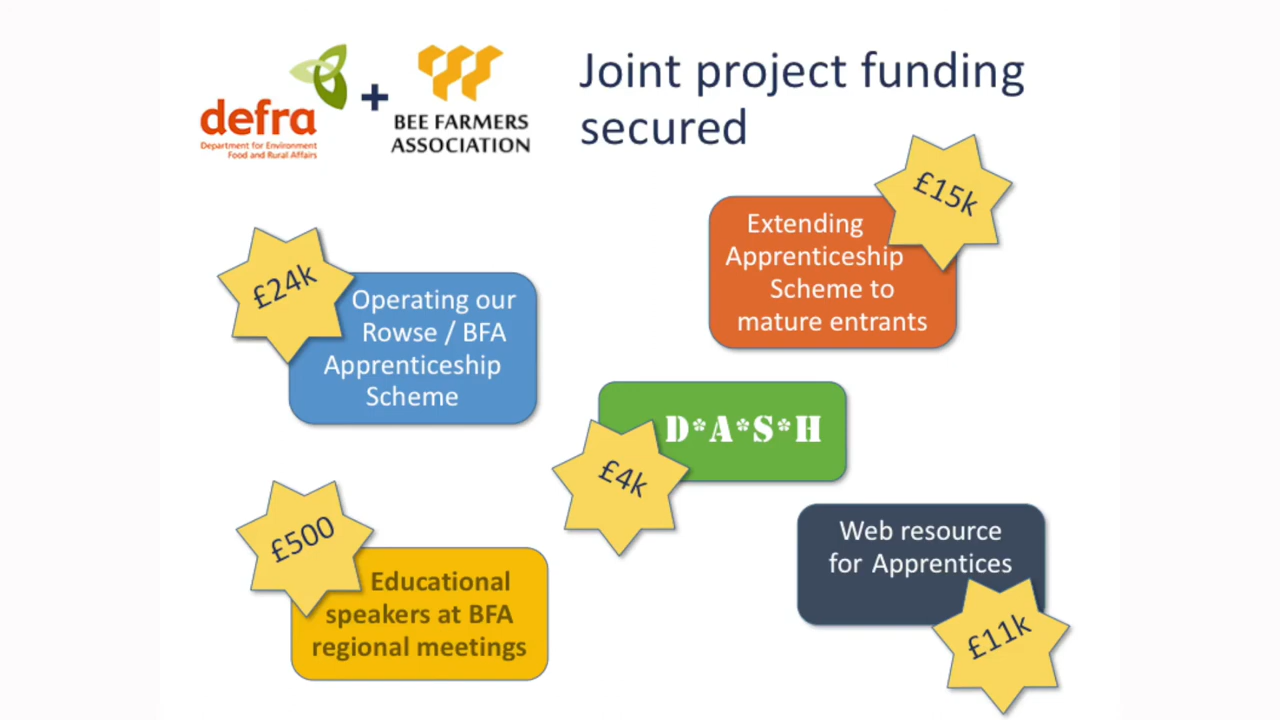 defra
Department for Environment
Food and Rural Affairs
+
BEE FARMERS
ASSOCIATION
Joint project funding
secured
£15k
Extending
Apprenticeship
Scheme to
mature entrants
£24k
Operating our
Rowse / BFA
Apprenticeship
Scheme
D*A*S*H
£4k
£500
Educational
speakers at BFA
regional meetings
Web resource
for Apprentices
£11k